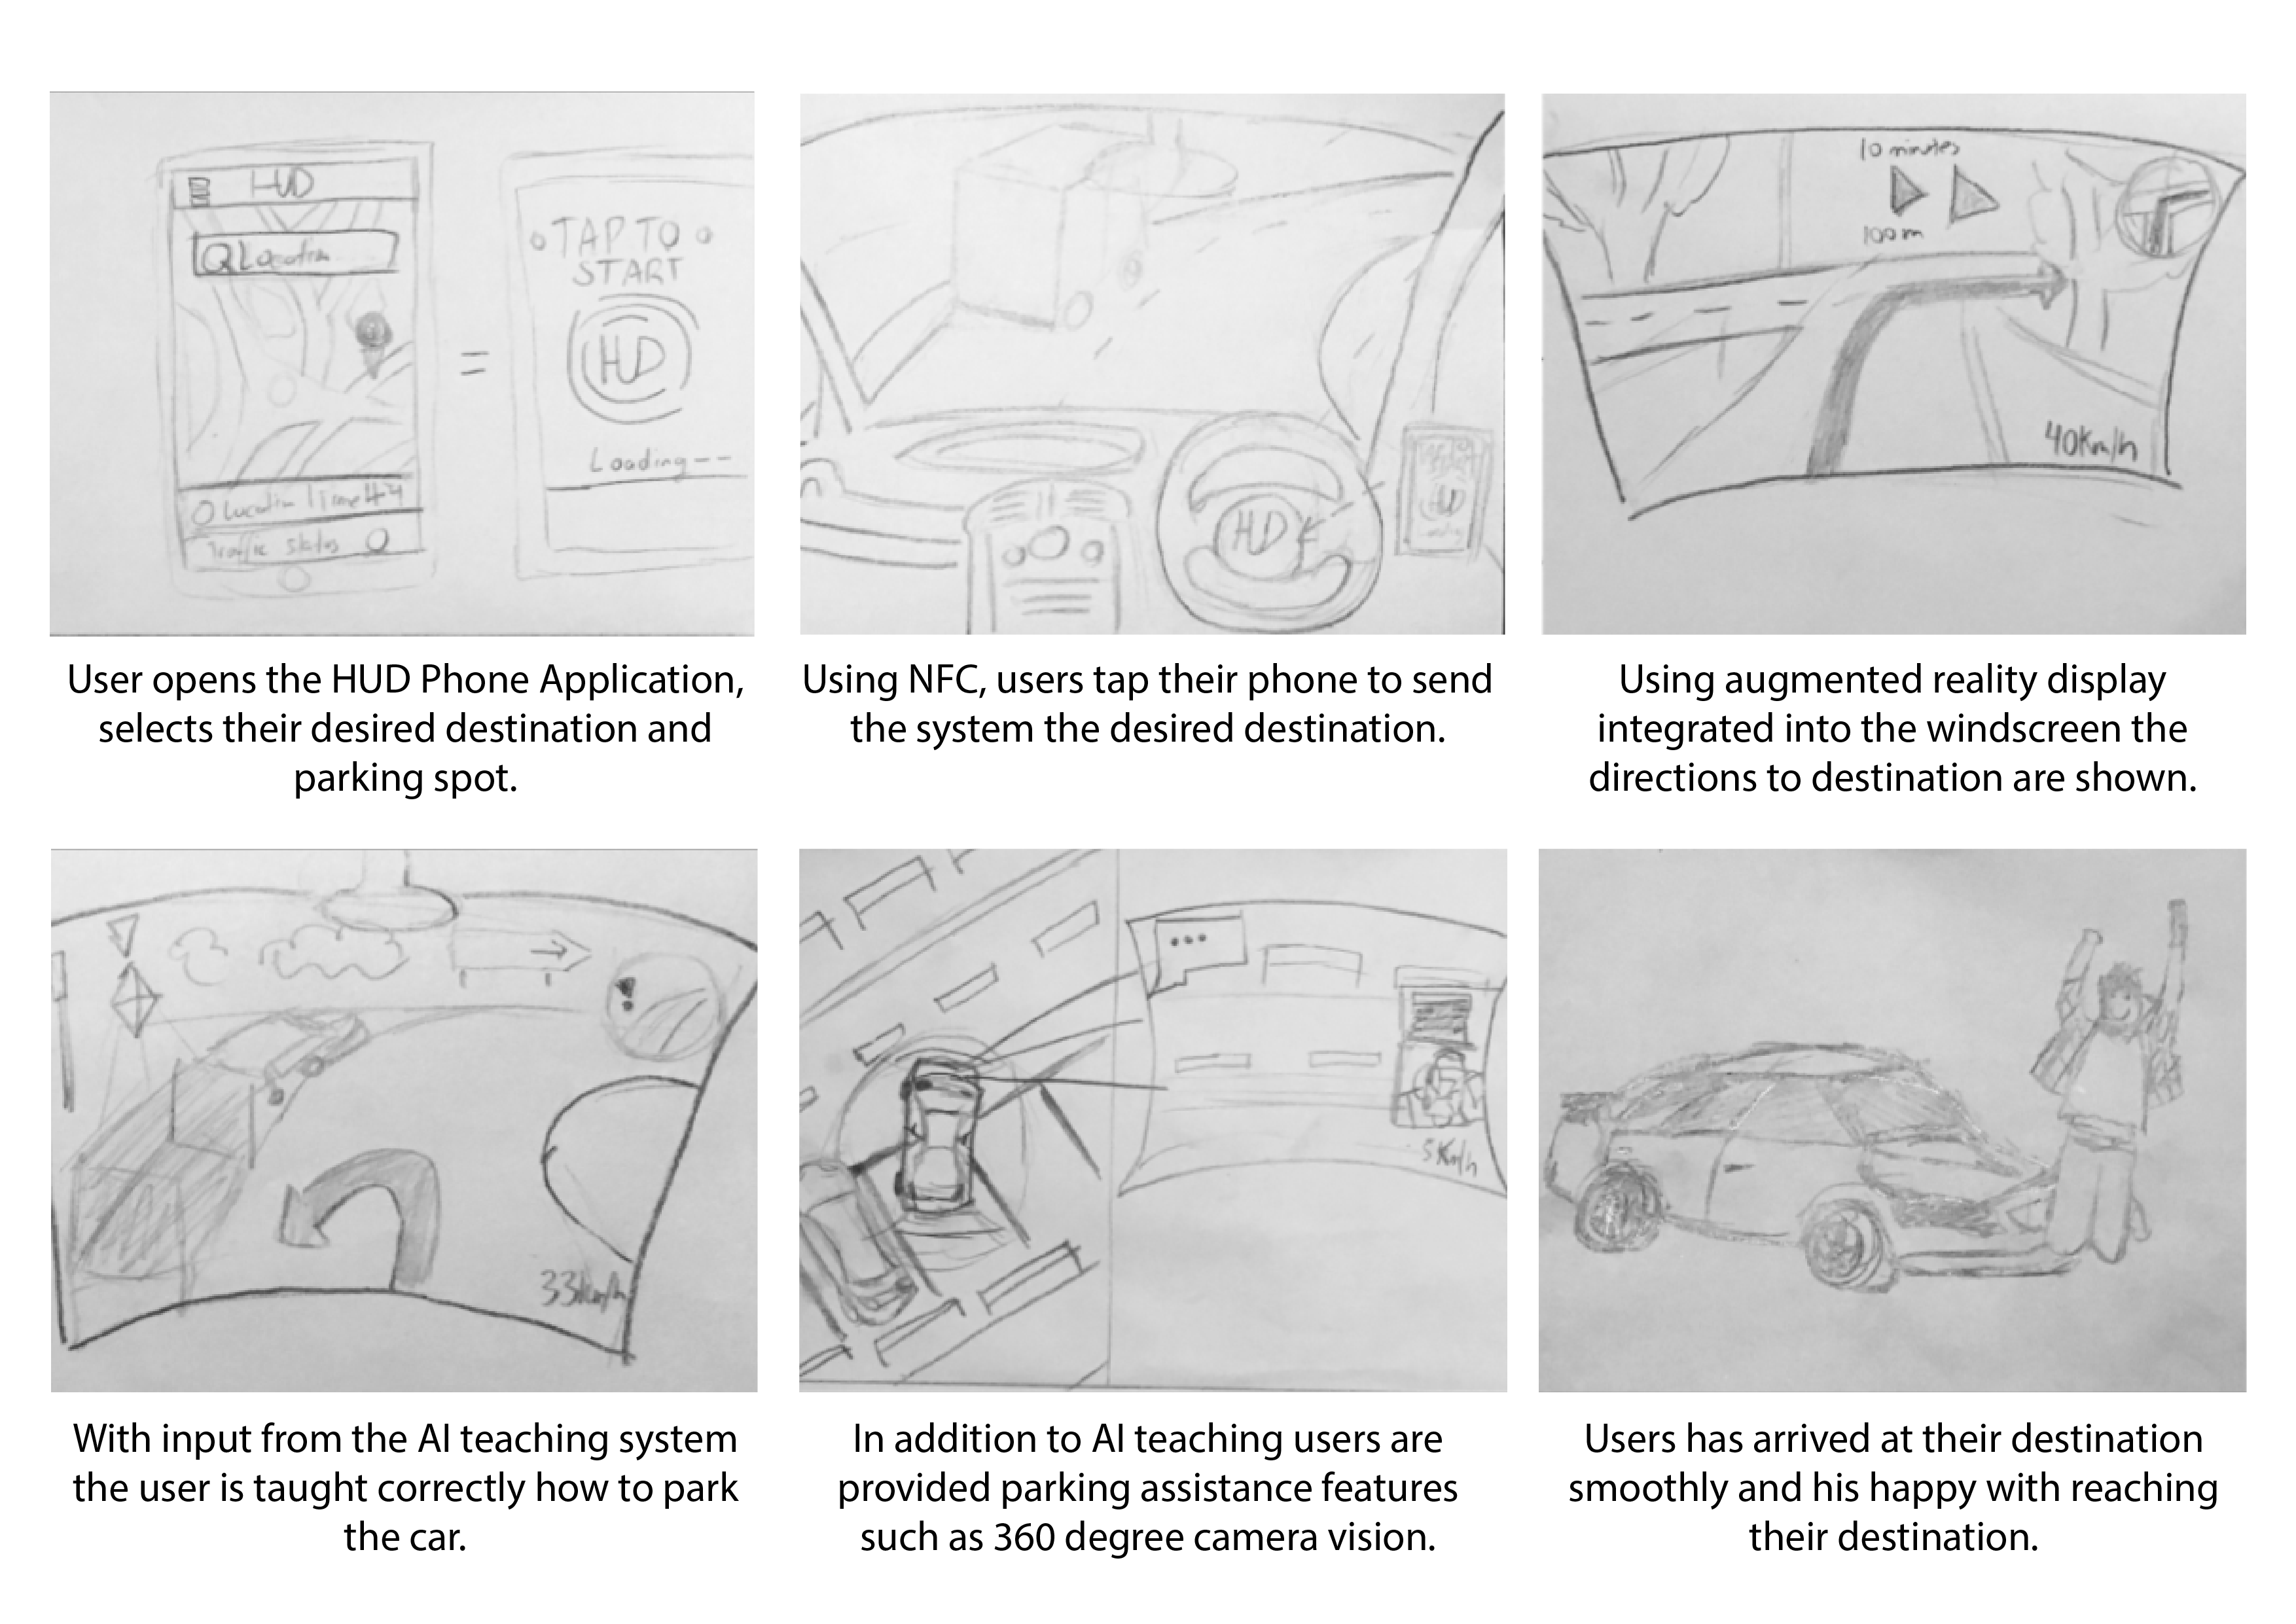 HUD
Location
TAP TO
START
HUD
Loading--
Location Time
Traffic status
User opens the HUD Phone Application,
selects their desired destination and
parking spot.
HUD
Using NFC, users tap their phone to send
the system the desired destination.
10 minutes
100m
40Km/h
Using augmented reality display
integrated into the windscreen the
directions to destination are shown.
33km/h
With input from the AI teaching system
the user is taught correctly how to park
the car.
5Km/h
In addition to AI teaching users are
provided parking assistance features
such as 360 degree camera vision.
Users has arrived at their destination
smoothly and his happy with reaching
their destination.